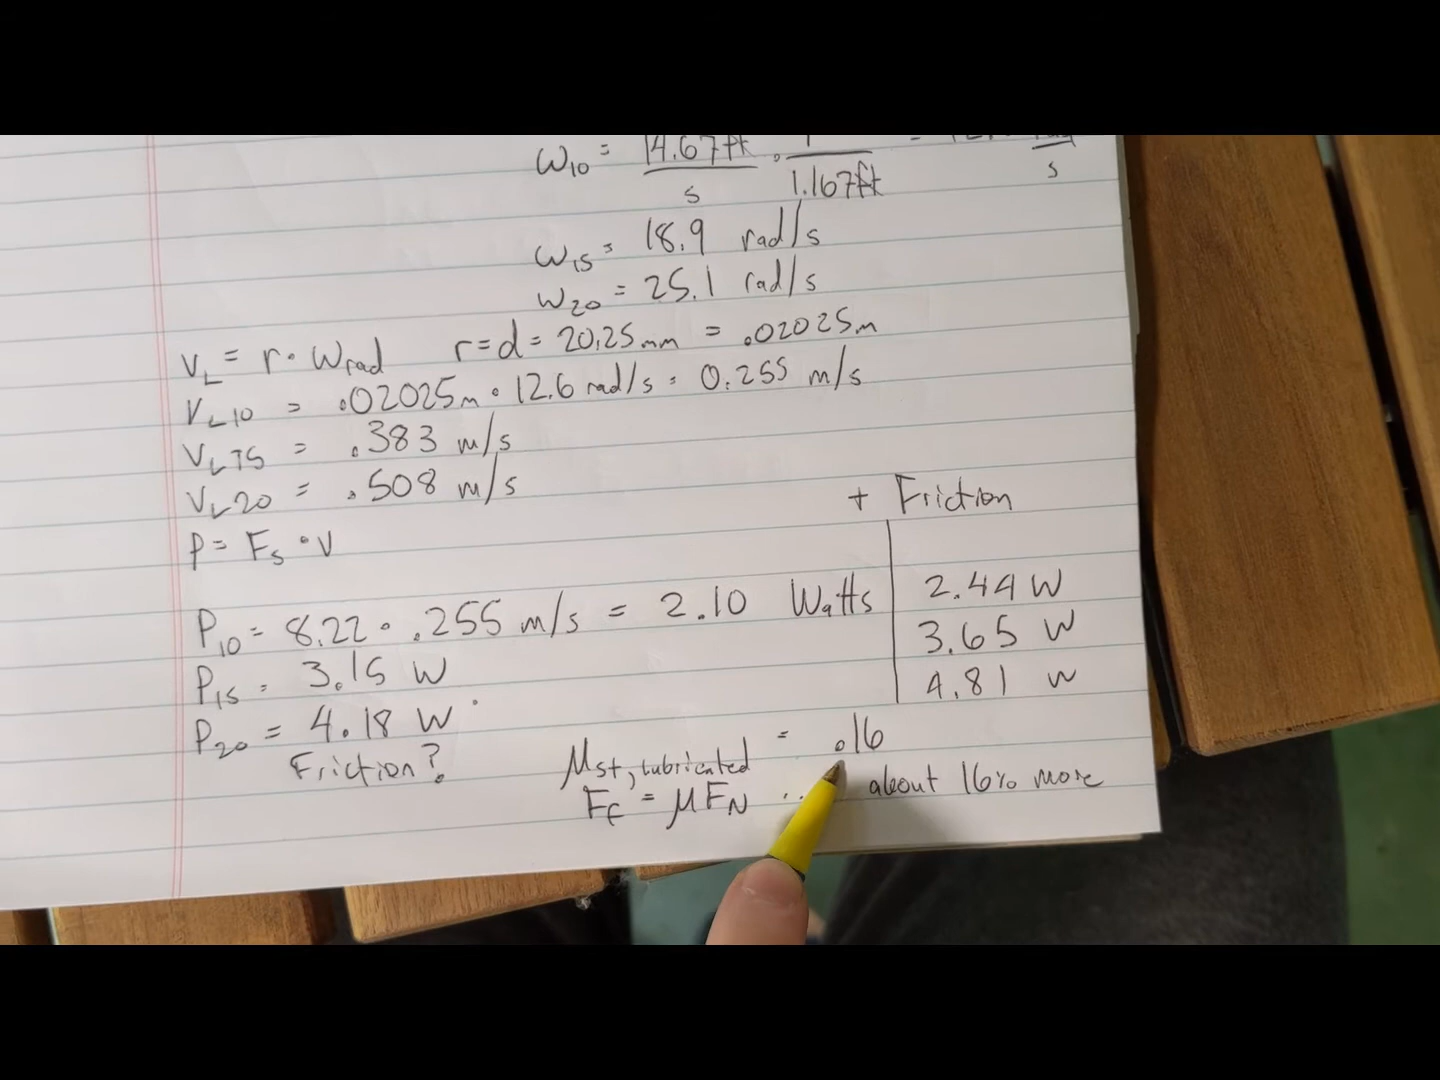 ω10 = 14.67ft/s · 1/1.167ft = rad/s
ω15 = 18.9 rad/s
ω20 = 25.1 rad/s
VL = r · ωrad r=d= 20.25mm = .02025m
VL10 = .02025m · 12.6 rad/s = 0.255 m/s
VL15 = .383 m/s
VL20 = .508 m/s
P= Fs · V
+ Friction
P10 = 8.22 · .255 m/s = 2.10 Watts 2.44 W
P15 = 3.15 W 3.65 W
P20 = 4.18 W 4.81 W
Friction? μst, lubricated = .16
Ff = μFN .. about 16% more